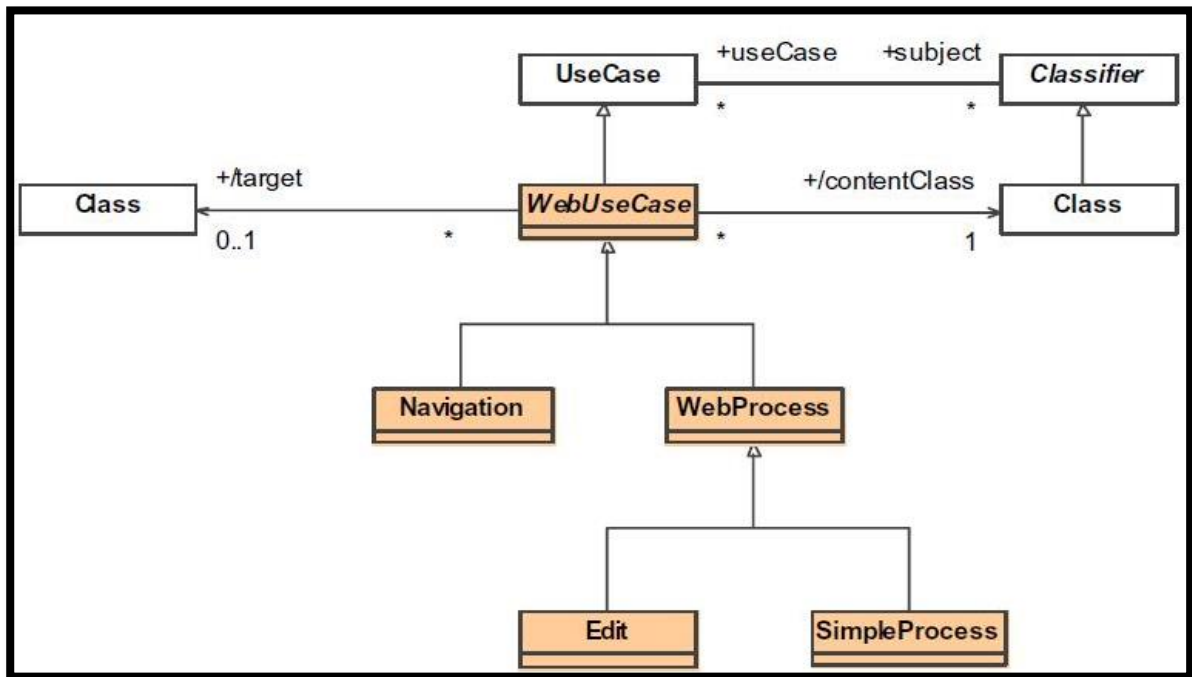 +useCase
+subject
UseCase
Classifier
*
*
+/target
+/contentClass
Class
WebUseCase
Class
0..1
*
*
1
Navigation
WebProcess
Edit
SimpleProcess